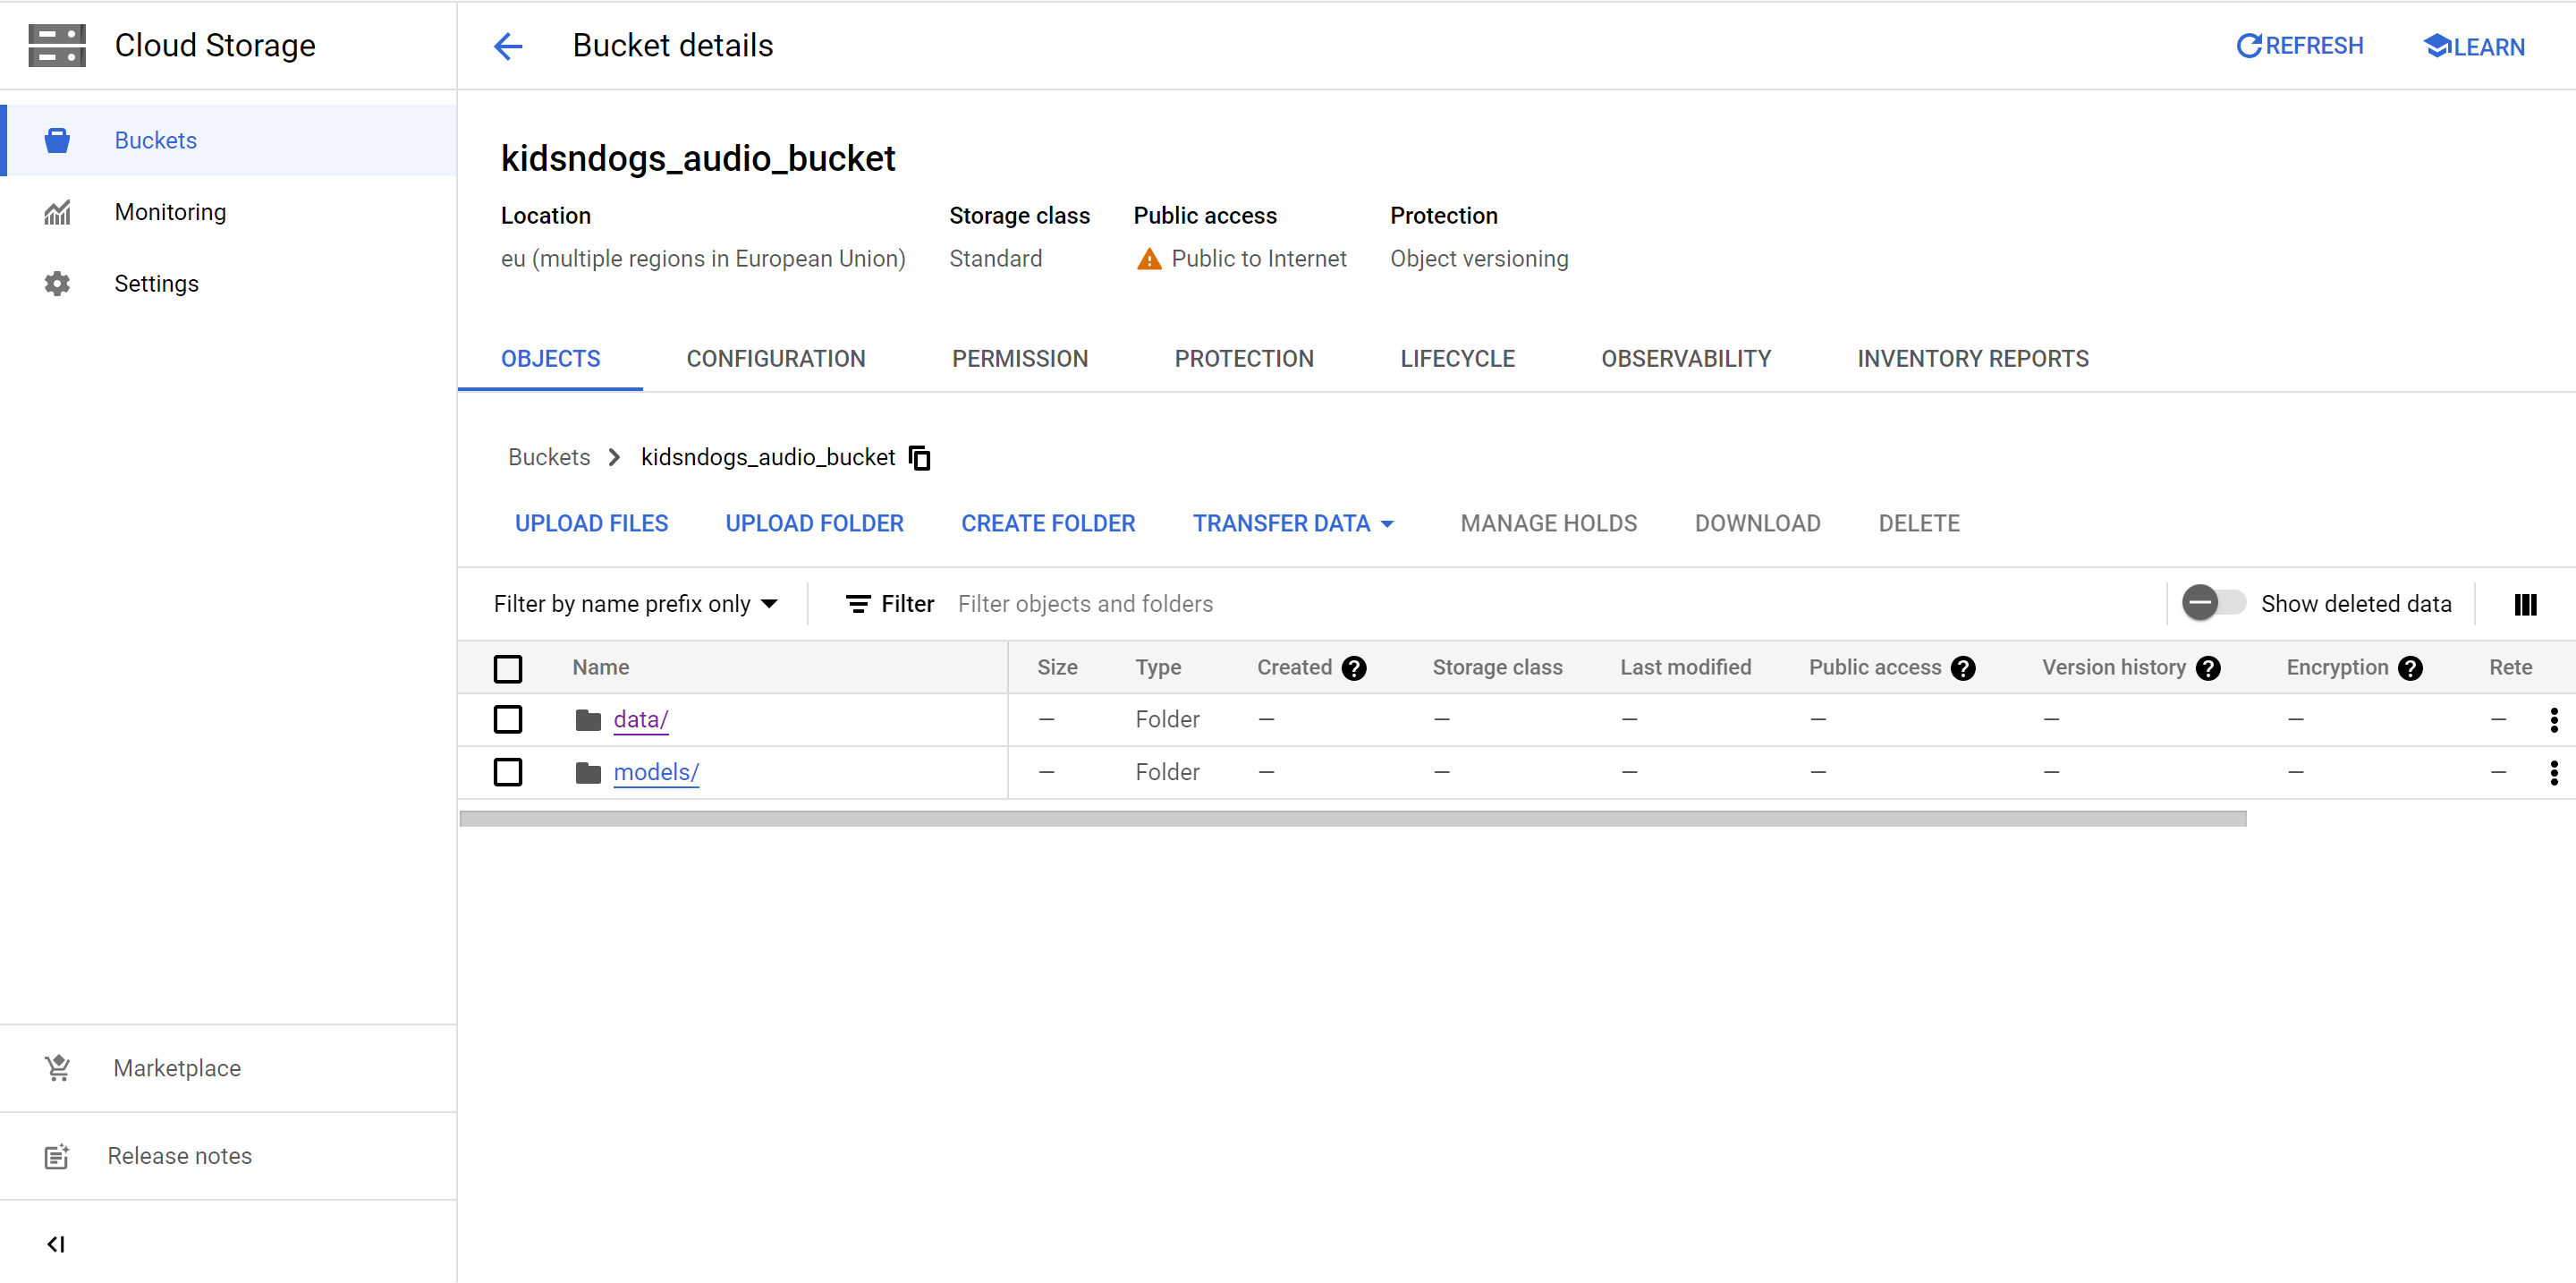 Cloud Storage
Bucket details
REFRESH
LEARN
Buckets
Monitoring
Settings
kidsndogs_audio_bucket
Location Storage class Public access Protection
eu (multiple regions in European Union) Standard Public to Internet Object versioning
OBJECTS CONFIGURATION PERMISSION PROTECTION LIFECYCLE OBSERVABILITY INVENTORY REPORTS
Buckets > kidsndogs_audio_bucket
UPLOAD FILES UPLOAD FOLDER CREATE FOLDER TRANSFER DATA MANAGE HOLDS DOWNLOAD DELETE
Filter by name prefix only Filter Filter objects and folders Show deleted data
Name Size Type Created ? Storage class Last modified Public access ? Version history ? Encryption ? Rete
data/ — Folder — — — — — — —
models/ — Folder — — — — — — —
Marketplace
Release notes